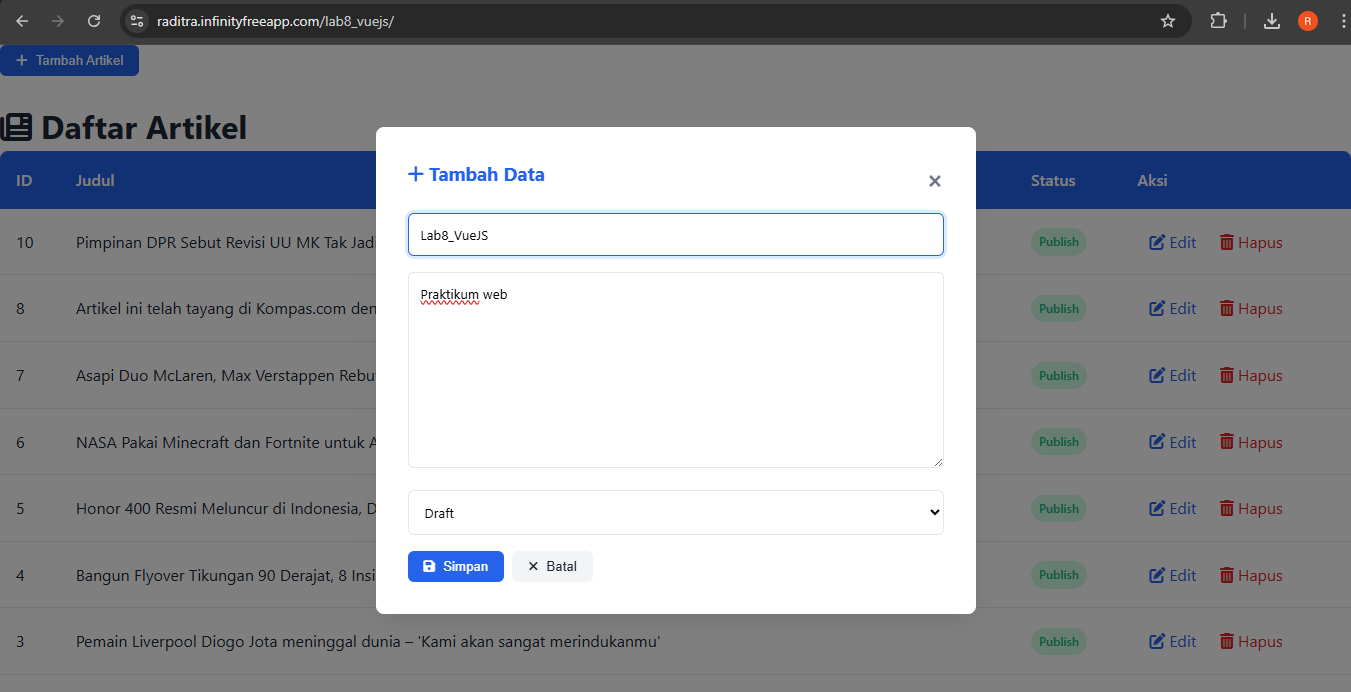 raditra.infinityfreeapp.com/lab8_vuejs/
R
Tambah Artikel
Daftar Artikel
ID Judul Status Aksi
10 Pimpinan DPR Sebut Revisi UU MK Tak Publish Edit Hapus
8 Artikel ini telah tayang di Kompas.com Publish Edit Hapus
7 Asapi Duo McLaren, Max Verstappen Publish Edit Hapus
6 NASA Pakai Minecraft dan Fortnite untuk Publish Edit Hapus
5 Honor 400 Resmi Meluncur di Indonesia, Publish Edit Hapus
4 Bangun Flyover Tikungan 90 Derajat, 8 Publish Edit Hapus
3 Pemain Liverpool Diogo Jota meninggal dunia – 'Kami akan sangat merindukanmu' Publish Edit Hapus
Tambah Data
Lab8_VueJS
Praktikum web
Draft
Simpan Batal